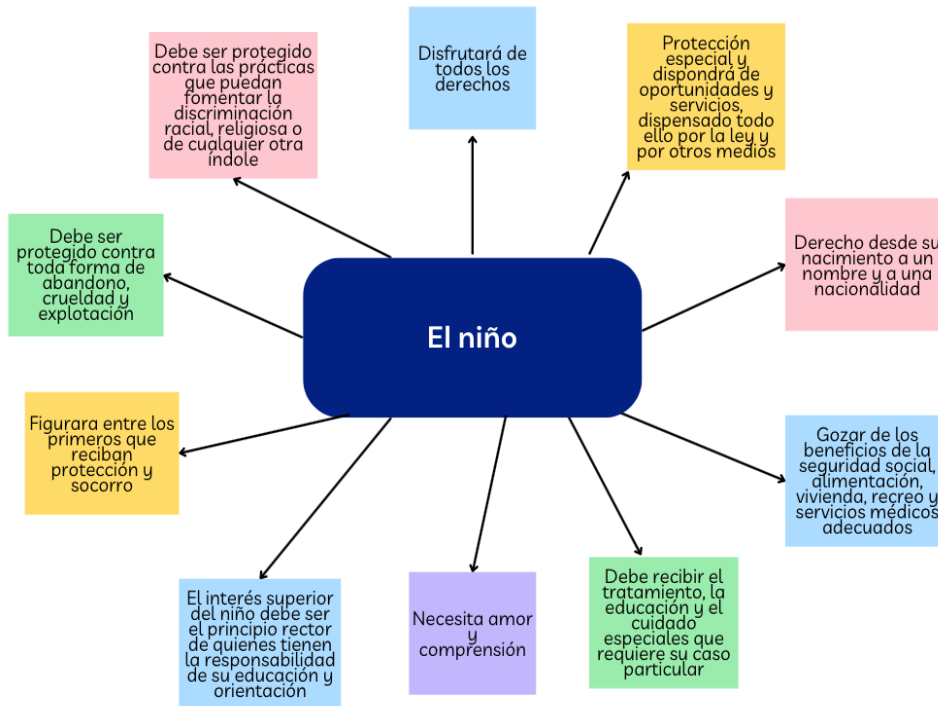 Debe ser
protegido
contra las prácticas
que puedan
fomentar la
discriminación
racial, religiosa o
de cualquier otra
índole
Disfrutará de
todos los
derechos
Protección
especial y
dispondrá de
oportunidades y
servicios,
dispensado todo
ello por la ley y
por otros medios
Debe ser
protegido contra
toda forma de
abandono,
crueldad y
explotación
Derecho desde su
nacimiento a un
nombre y a una
nacionalidad
El niño
Figurara entre los
primeros que
reciban
protección y
socorro
Gozar de los
beneficios de la
seguridad social,
alimentación,
vivienda, recreo y
servicios médicos
adecuados
El interés superior
del niño debe ser
el principio rector
de quienes tienen
la responsabilidad
de su educación y
orientación
Necesita amor
y
comprensión
Debe recibir el
tratamiento, la
educación y el
cuidado
especiales que
requiere su caso
particular